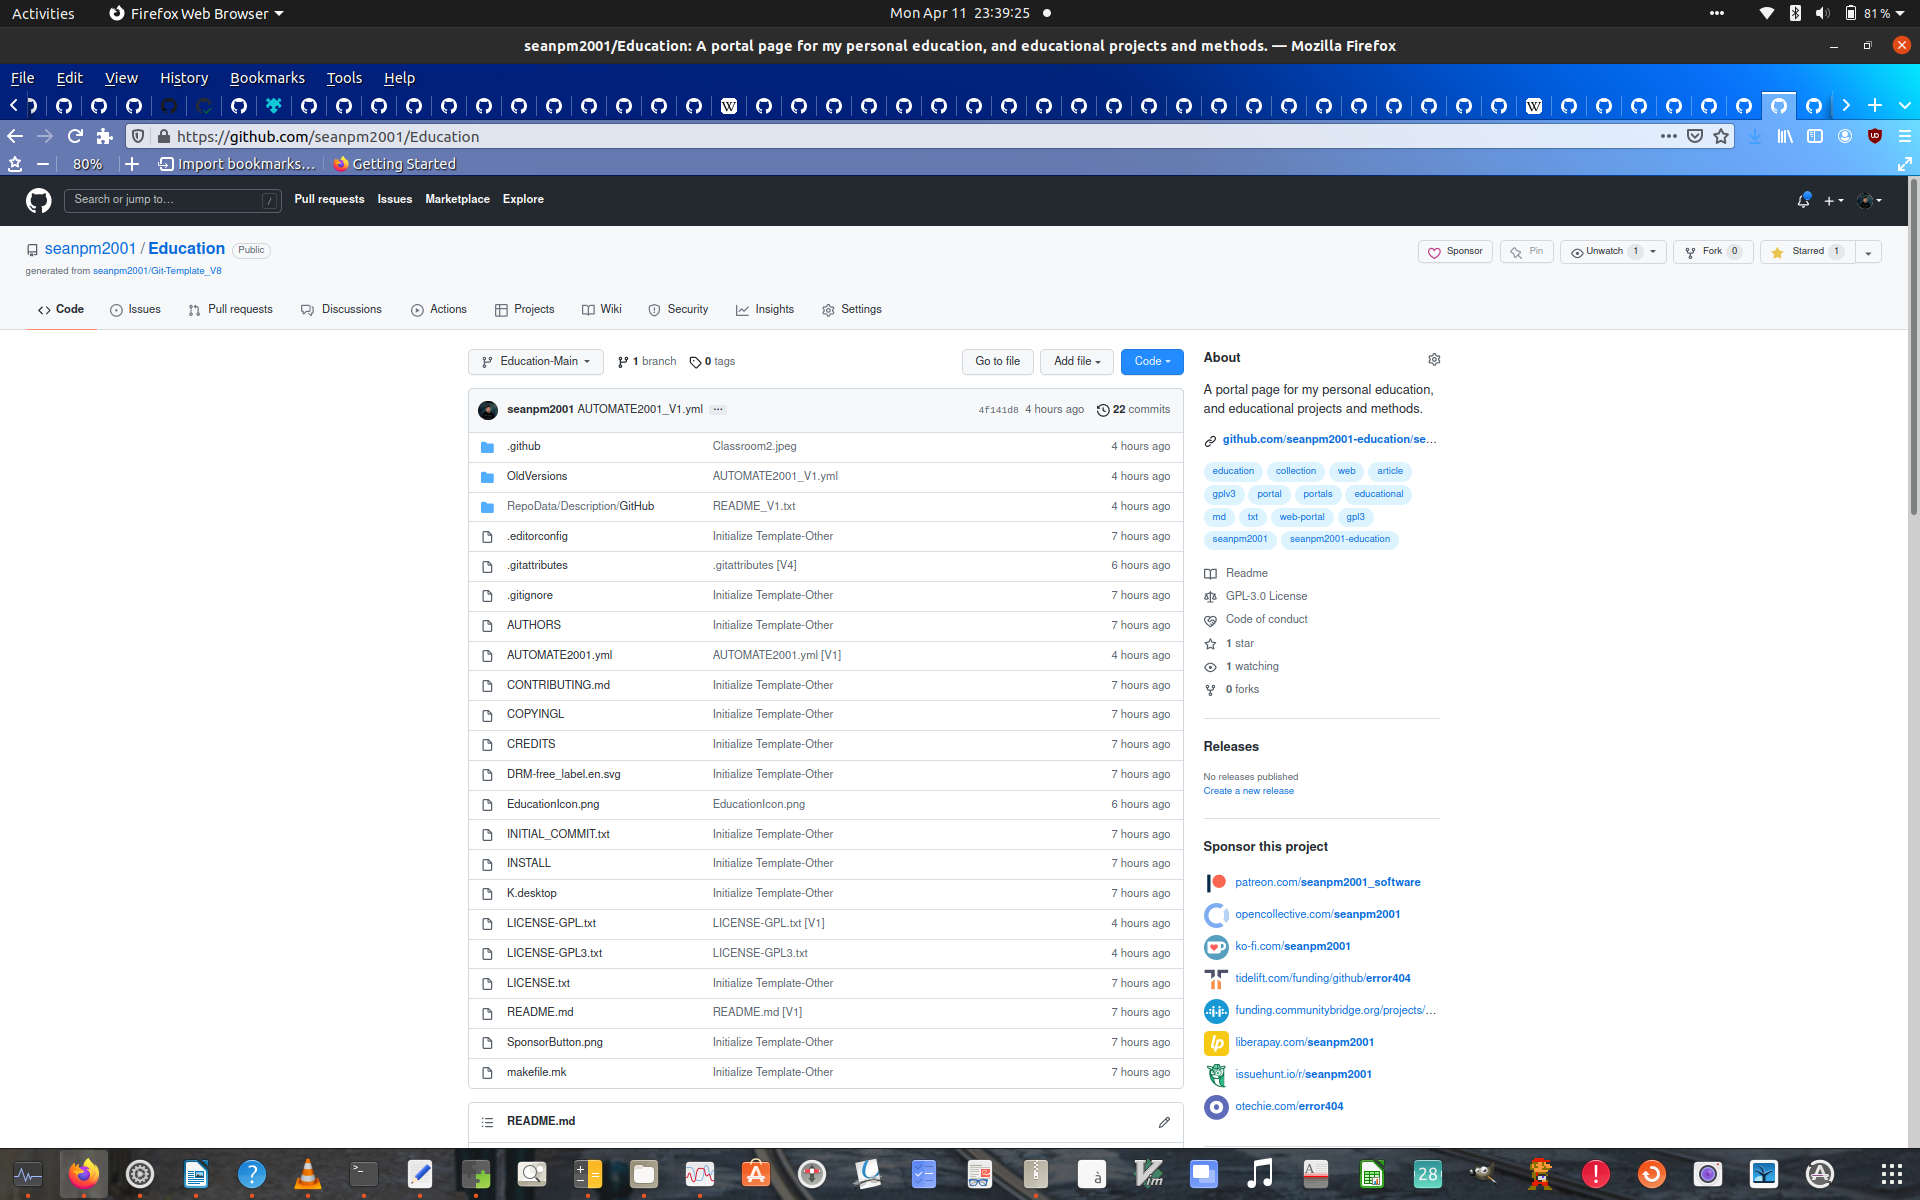 Activities Firefox Web Browser Mon Apr 11 23:39:25 81 %
seanpm2001/Education: A portal page for my personal education, and educational projects and methods. — Mozilla Firefox
File Edit View History Bookmarks Tools Help
https://github.com/seanpm2001/Education
80% Import bookmarks… Getting Started
Search or jump to… / Pull requests Issues Marketplace Explore
seanpm2001 / Education Public
Sponsor Pin Unwatch 1 Fork 0 Starred 1
generated from seanpm2001/Git-Template_V8
Code Issues Pull requests Discussions Actions Projects Wiki Security Insights Settings
Education-Main 1 branch 0 tags Go to file Add file Code
seanpm2001 AUTOMATE2001_V1.yml ... 4f141d8 4 hours ago 22 commits
.github Classroom2.jpeg 4 hours ago
OldVersions AUTOMATE2001_V1.yml 4 hours ago
RepoData/Description/GitHub README_V1.txt 4 hours ago
.editorconfig Initialize Template-Other 7 hours ago
.gitattributes .gitattributes [V4] 6 hours ago
.gitignore Initialize Template-Other 7 hours ago
AUTHORS Initialize Template-Other 7 hours ago
AUTOMATE2001.yml AUTOMATE2001.yml [V1] 4 hours ago
CONTRIBUTING.md Initialize Template-Other 7 hours ago
COPYINGL Initialize Template-Other 7 hours ago
CREDITS Initialize Template-Other 7 hours ago
DRM-free_label.en.svg Initialize Template-Other 7 hours ago
EducationIcon.png EducationIcon.png 6 hours ago
INITIAL_COMMIT.txt Initialize Template-Other 7 hours ago
INSTALL Initialize Template-Other 7 hours ago
K.desktop Initialize Template-Other 7 hours ago
LICENSE-GPL.txt LICENSE-GPL.txt [V1] 4 hours ago
LICENSE-GPL3.txt LICENSE-GPL3.txt 4 hours ago
LICENSE.txt Initialize Template-Other 7 hours ago
README.md README.md [V1] 7 hours ago
SponsorButton.png Initialize Template-Other 7 hours ago
makefile.mk Initialize Template-Other 7 hours ago
README.md
About
A portal page for my personal education,
and educational projects and methods.
github.com/seanpm2001-education/se…
education collection web article
gplv3 portal portals educational
md txt web-portal gpl3
seanpm2001 seanpm2001-education
Readme
GPL-3.0 License
Code of conduct
1 star
1 watching
0 forks
Releases
No releases published
Create a new release
Sponsor this project
patreon.com/seanpm2001_software
opencollective.com/seanpm2001
ko-fi.com/seanpm2001
tidelift.com/funding/github/error404
funding.communitybridge.org/projects/…
liberapay.com/seanpm2001
issuehunt.io/r/seanpm2001
otechie.com/error404
28